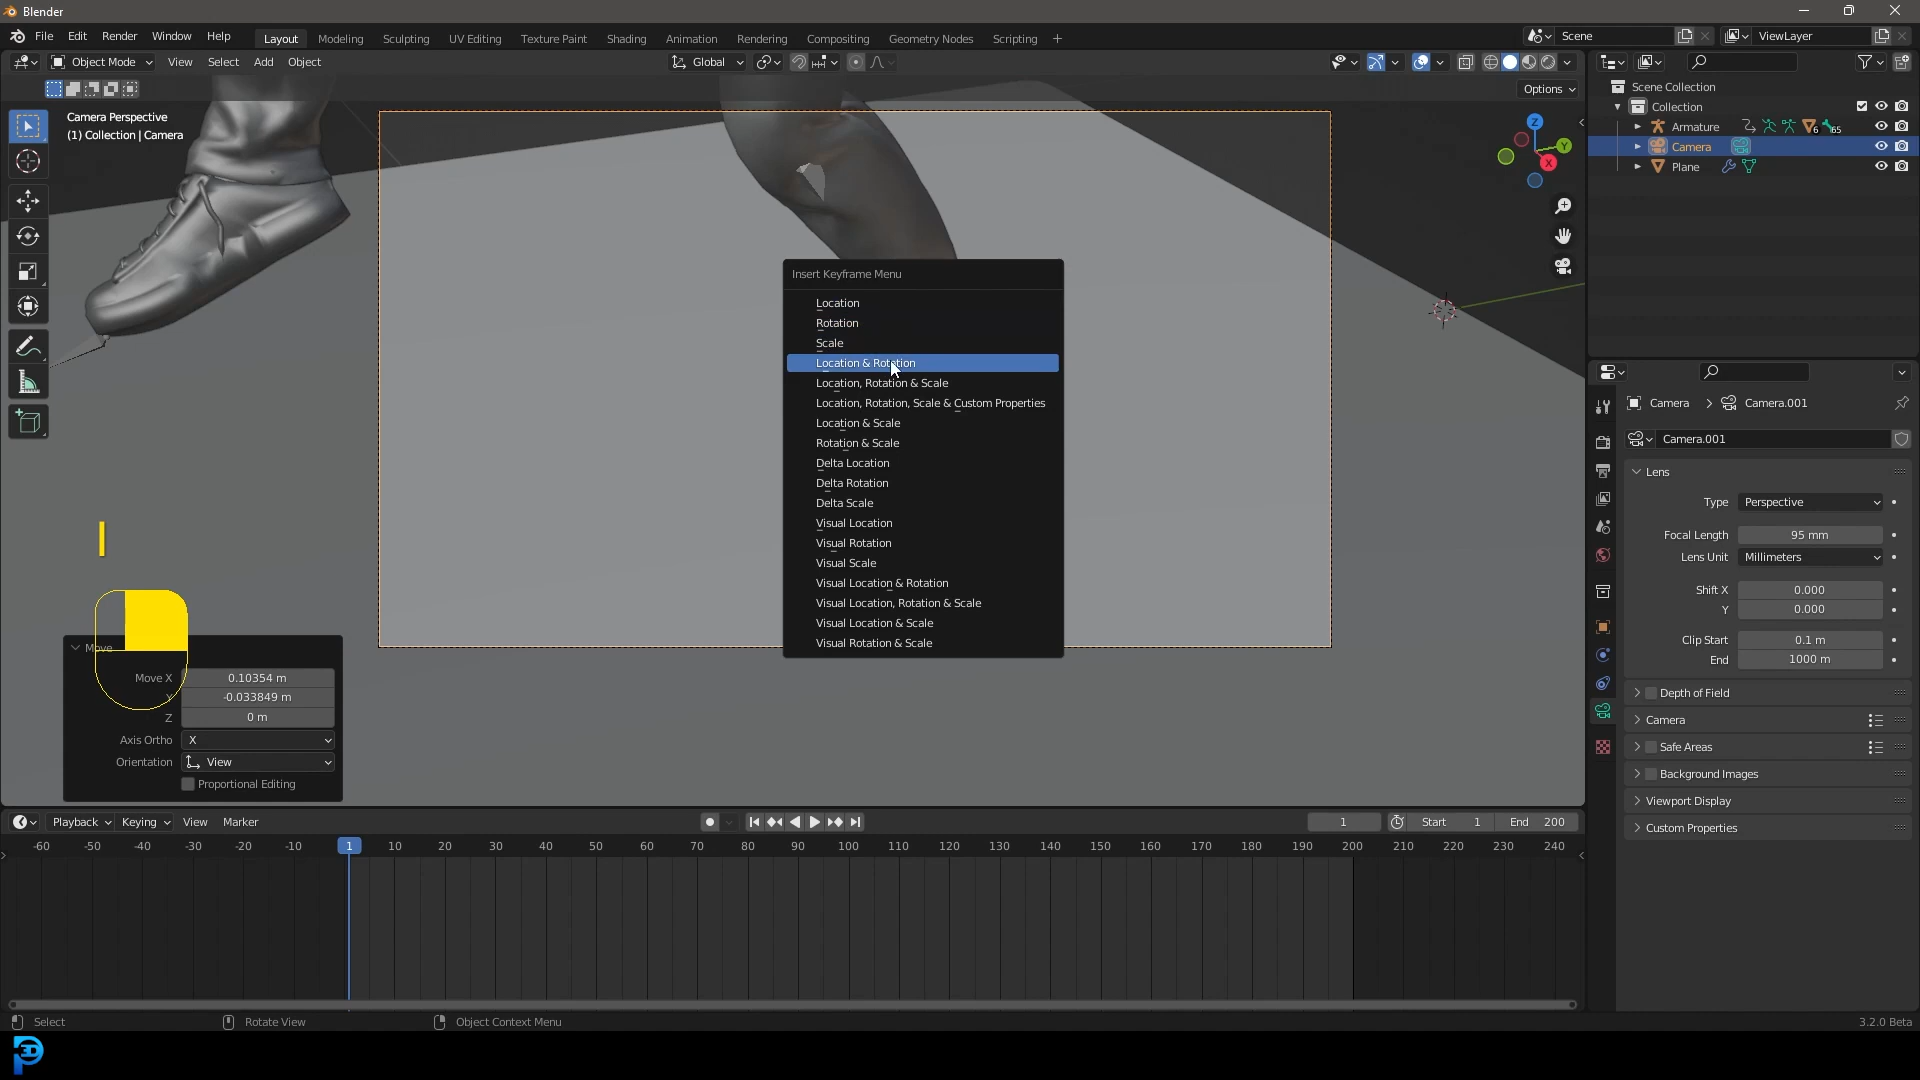 Blender
File Edit Render Window Help Layout Modeling Sculpting UV Editing Texture Paint Shading Animation Rendering Compositing Geometry Nodes Scripting + Scene ViewLayer
Object Mode View Select Add Object Global
Options
Camera Perspective
(1) Collection | Camera
Z
Y
X
Scene Collection
Collection
Armature 6 65
Camera
Plane
Insert Keyframe Menu
Location
Rotation
Scale
Location & Rotation
Location, Rotation & Scale
Location, Rotation, Scale & Custom Properties
Location & Scale
Rotation & Scale
Delta Location
Delta Rotation
Delta Scale
Visual Location
Visual Rotation
Visual Scale
Visual Location & Rotation
Visual Location, Rotation & Scale
Visual Location & Scale
Visual Rotation & Scale
I
Move
Move X 0.10354 m
Y -0.033849 m
Z 0 m
Axis Ortho X
Orientation View
Proportional Editing
Camera > Camera.001
Camera.001
Lens
Type Perspective
Focal Length 95 mm
Lens Unit Millimeters
Shift X 0.000
Y 0.000
Clip Start 0.1 m
End 1000 m
Depth of Field
Camera
Safe Areas
Background Images
Viewport Display
Custom Properties
Playback Keying View Marker 1 Start 1 End 200
-60 -50 -40 -30 -20 -10 1 10 20 30 40 50 60 70 80 90 100 110 120 130 140 150 160 170 180 190 200 210 220 230 240
Select Rotate View Object Context Menu 3.2.0 Beta